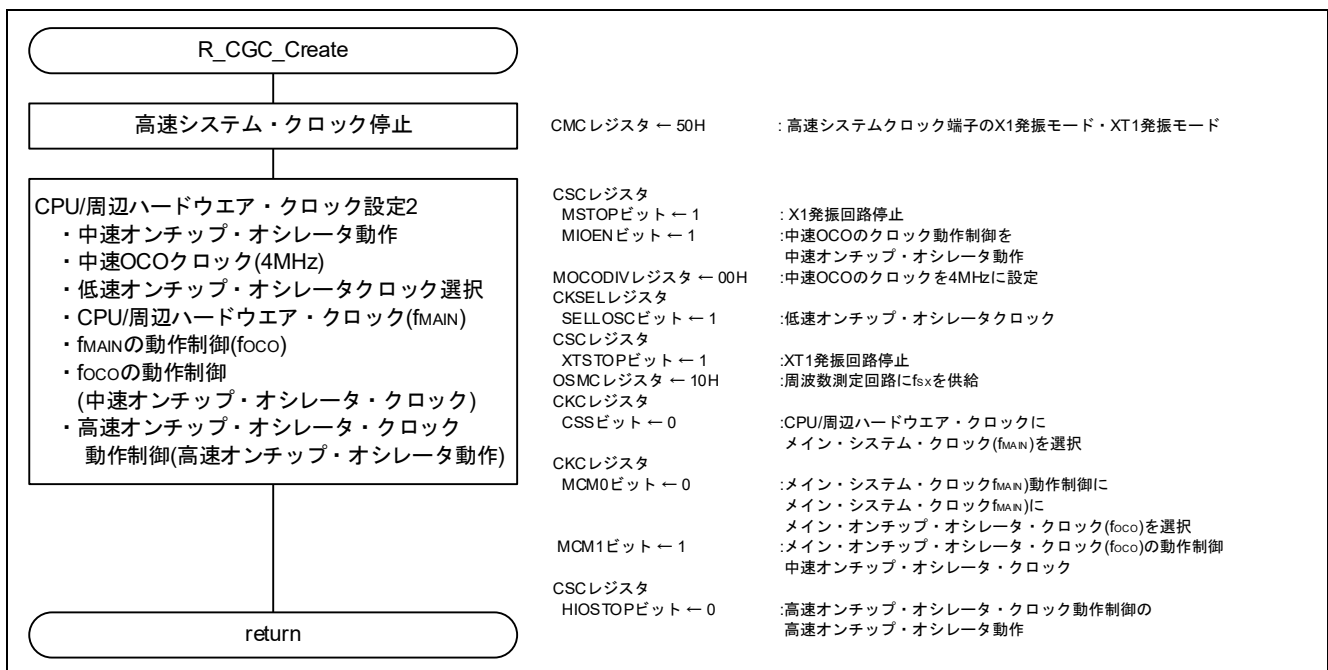 R_CGC_Create
高速システム・クロック停止
CMCレジスタ ← 50H : 高速システムクロック端子のX1発振モード・XT1発振モード
CPU/周辺ハードウエア・クロック設定2
・中速オンチップ・オシレータ動作
・中速OCOクロック(4MHz)
・低速オンチップ・オシレータクロック選択
・CPU/周辺ハードウエア・クロック(fMAIN)
・fMAINの動作制御(fOCO)
・fOCOの動作制御
(中速オンチップ・オシレータ・クロック)
・高速オンチップ・オシレータ・クロック
動作制御(高速オンチップ・オシレータ動作)
CSCレジスタ
MSTOPビット ← 1 : X1発振回路停止
MIOENビット ← 1 :中速OCOのクロック動作制御を
中速オンチップ・オシレータ動作
MOCODIVレジスタ ← 00H :中速OCOのクロックを4MHzに設定
CKSELレジスタ
SELLOSCビット ← 1 :低速オンチップ・オシレータクロック
CSCレジスタ
XTSTOPビット ← 1 :XT1発振回路停止
OSMCレジスタ ← 10H :周波数測定回路にfSXを供給
CKCレジスタ
CSSビット ← 0 :CPU/周辺ハードウエア・クロックに
メイン・システム・クロック(fMAIN)を選択
CKCレジスタ
MCM0ビット ← 0 :メイン・システム・クロックfMAIN)動作制御に
メイン・システム・クロックfMAIN)に
メイン・オンチップ・オシレータ・クロック(fOCO)を選択
MCM1ビット ← 1 :メイン・オンチップ・オシレータ・クロック(fOCO)の動作制御
中速オンチップ・オシレータ・クロック
CSCレジスタ
HIOSTOPビット ← 0 :高速オンチップ・オシレータ・クロック動作制御の
高速オンチップ・オシレータ動作
return